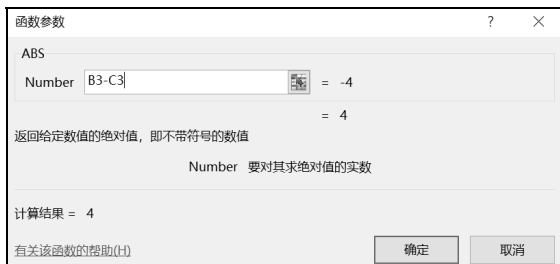 函数参数 ? ×
ABS
Number B3-C3 = -4
= 4
返回给定数值的绝对值，即不带符号的数值
Number 要对其求绝对值的实数
计算结果 = 4
有关该函数的帮助(H) 确定 取消